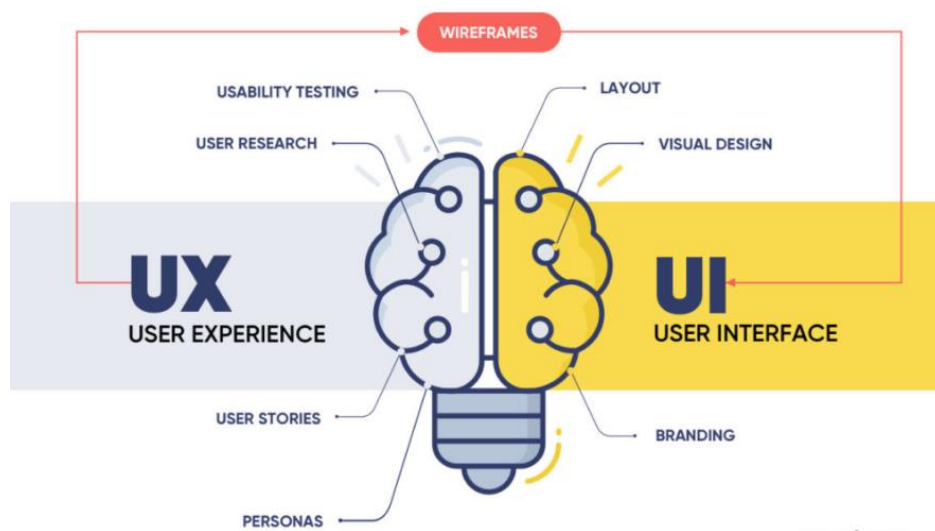 WIREFRAMES
USABILITY TESTING
LAYOUT
USER RESEARCH
VISUAL DESIGN
UX
USER EXPERIENCE
UI
USER INTERFACE
USER STORIES
BRANDING
PERSONAS